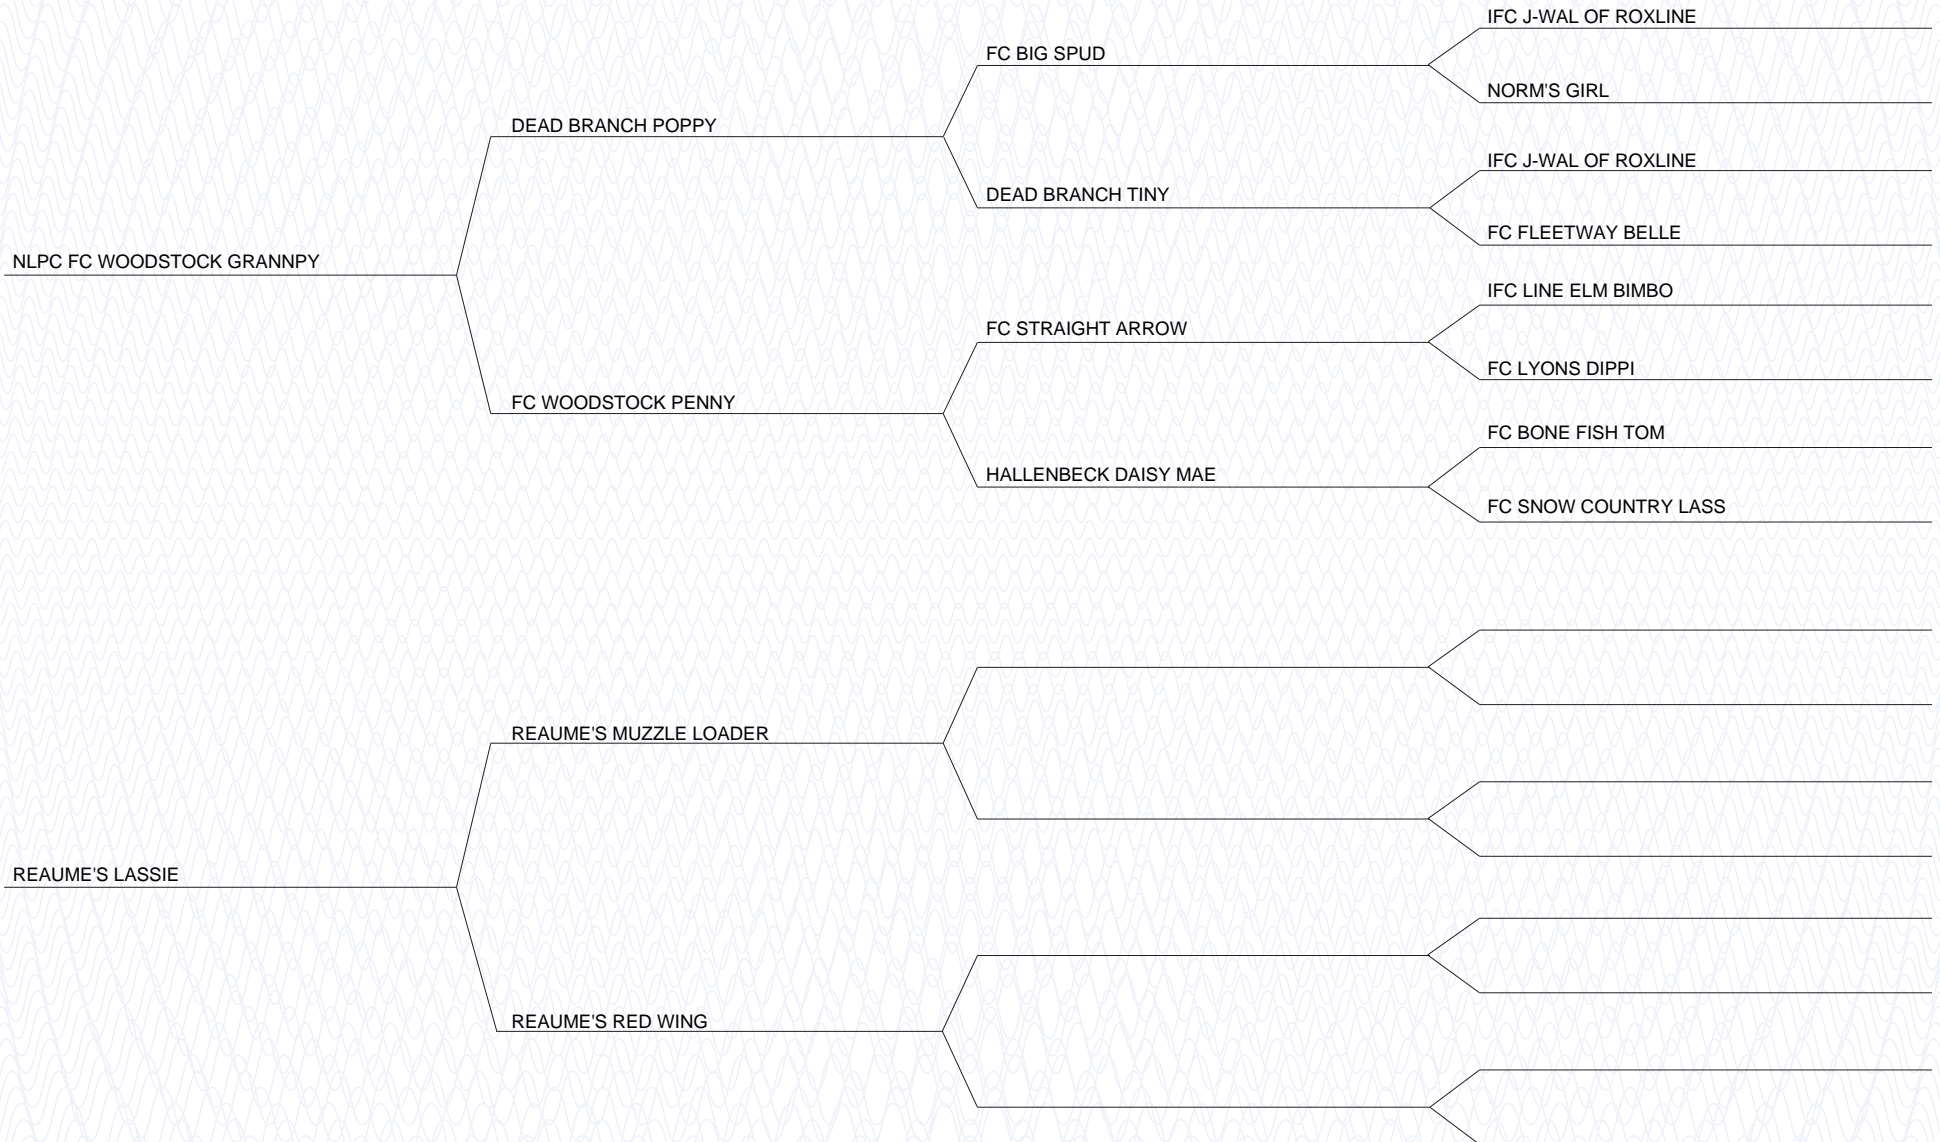 IFC J-WAL OF ROXLINE
FC BIG SPUD
NORM'S GIRL
DEAD BRANCH POPPY
IFC J-WAL OF ROXLINE
DEAD BRANCH TINY
FC FLEETWAY BELLE
NLPC FC WOODSTOCK GRANNPY
IFC LINE ELM BIMBO
FC STRAIGHT ARROW
FC LYONS DIPPI
FC WOODSTOCK PENNY
FC BONE FISH TOM
HALLENBECK DAISY MAE
FC SNOW COUNTRY LASS
REAUME'S MUZZLE LOADER
REAUME'S LASSIE
REAUME'S RED WING